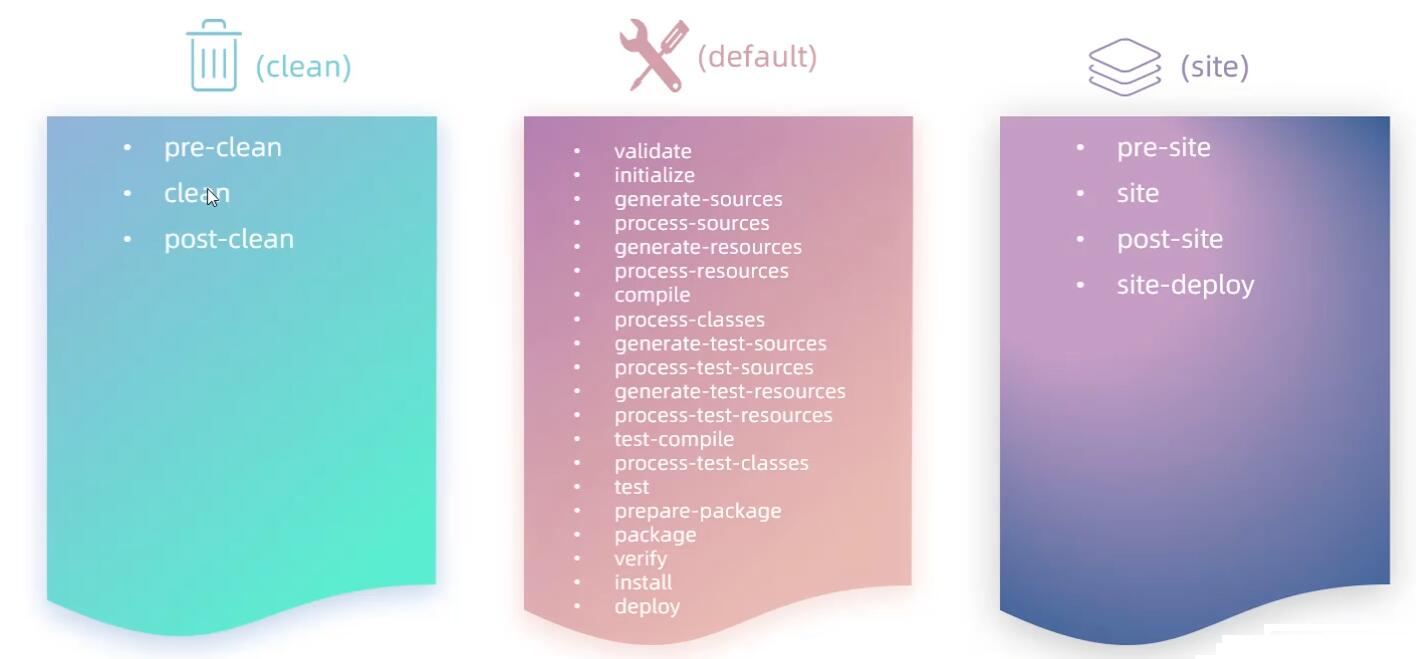 (clean)
• pre-clean
• clean
• post-clean
(default)
• validate
• initialize
• generate-sources
• process-sources
• generate-resources
• process-resources
• compile
• process-classes
• generate-test-sources
• process-test-sources
• generate-test-resources
• process-test-resources
• test-compile
• process-test-classes
• test
• prepare-package
• package
• verify
• install
• deploy
(site)
• pre-site
• site
• post-site
• site-deploy